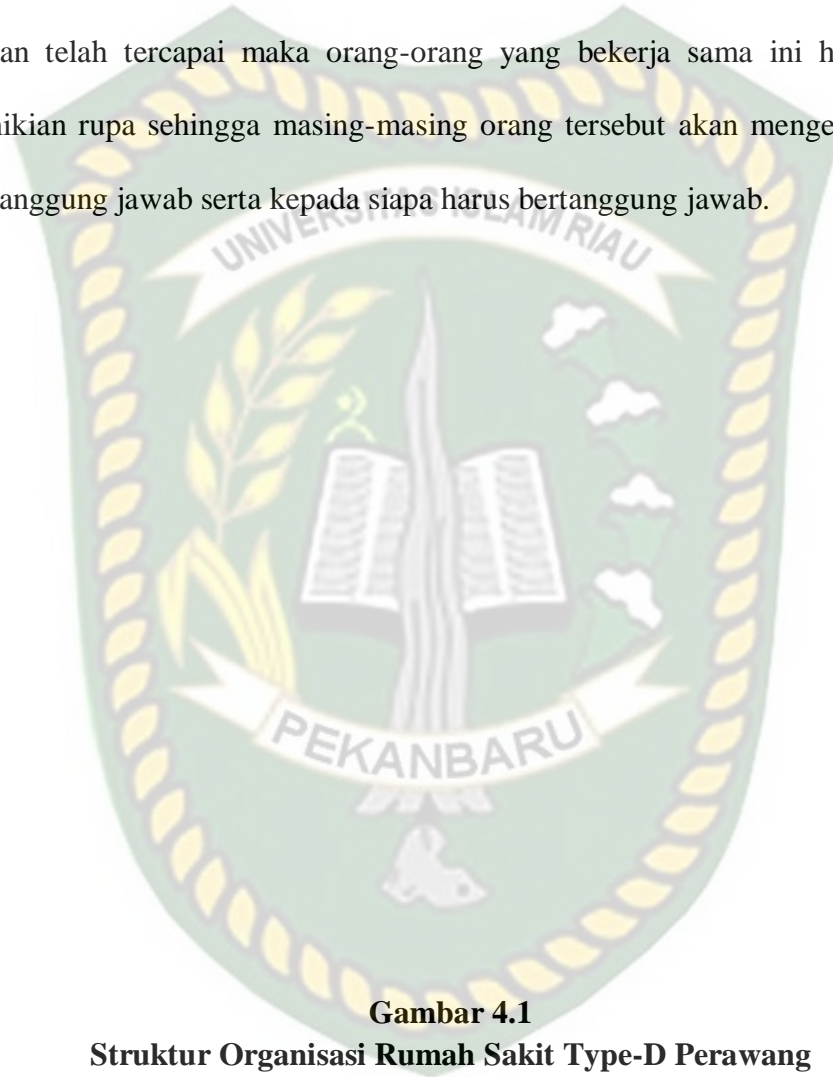 an telah tercapai maka orang-orang yang bekerja sama ini h
nikian rupa sehingga masing-masing orang tersebut akan menge
anggung jawab serta kepada siapa harus bertanggung jawab.
UNIVERSITAS ISLAM RIAU
PEKANBARU
Gambar 4.1
Struktur Organisasi Rumah Sakit Type-D Perawang